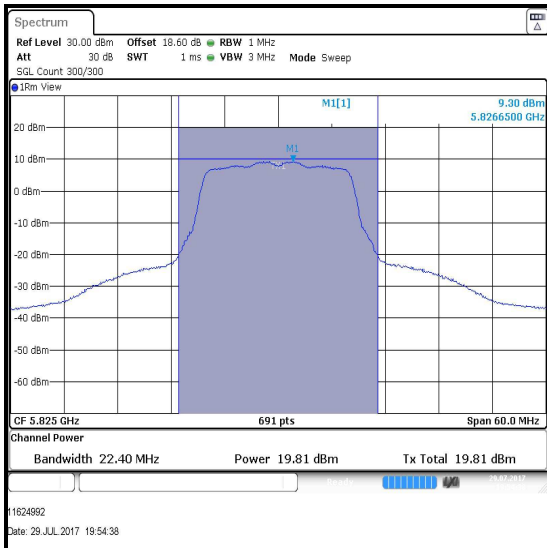 Spectrum
Ref Level 30.00 dBm Offset 18.60 dB RBW 1 MHz
Att 30 dB SWT 1 ms VBW 3 MHz Mode Sweep
SGL Count 300/300
1Rm View
M1[1] 9.30 dBm
5.8266500 GHz
20 dBm
M1
10 dBm
0 dBm
-10 dBm
-20 dBm
-30 dBm
-40 dBm
-50 dBm
-60 dBm
CF 5.825 GHz 691 pts Span 60.0 MHz
Channel Power
Bandwidth 22.40 MHz Power 19.81 dBm Tx Total 19.81 dBm
Ready 29.07.2017
11624992
Date: 29.JUL.2017 19:54:38